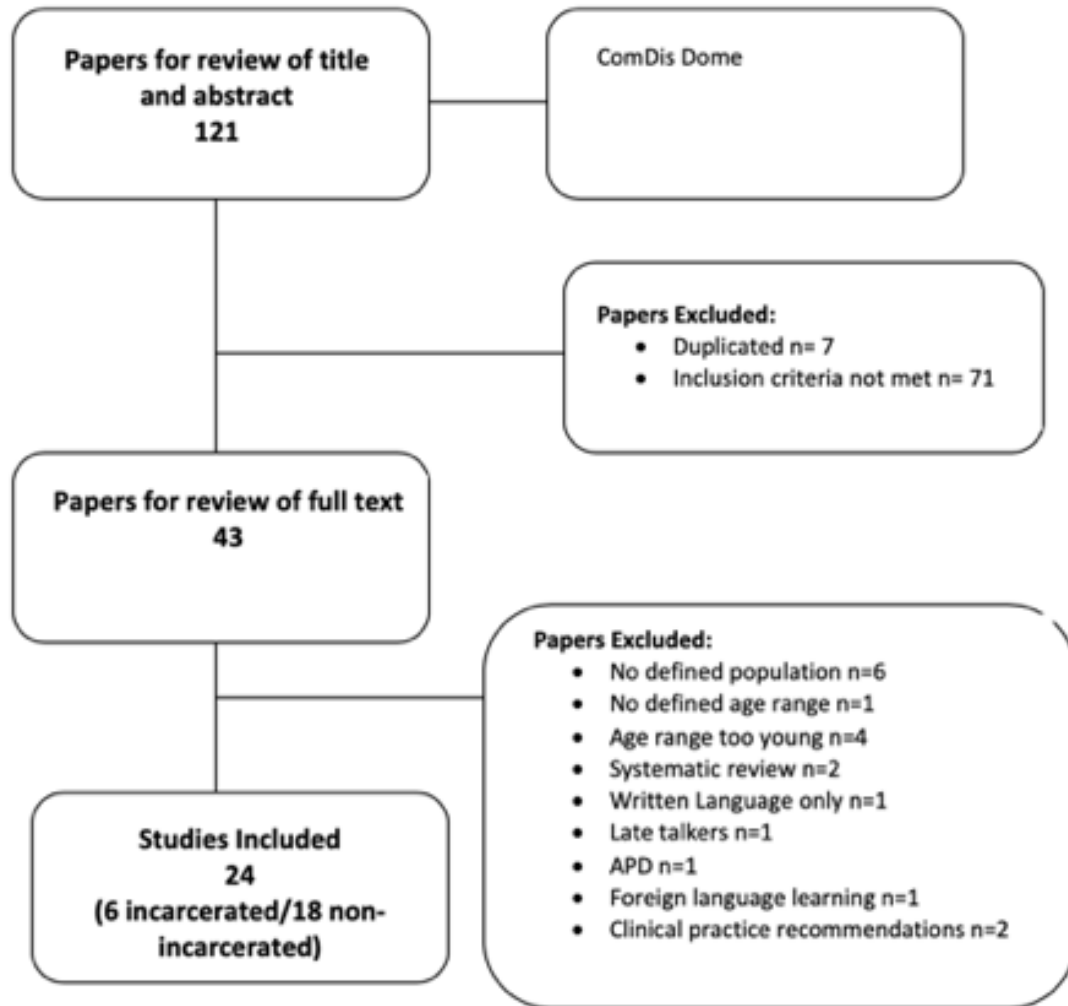 Papers for review of title
and abstract
121
ComDis Dome
Papers Excluded:
• Duplicated n= 7
• Inclusion criteria not met n= 71
Papers for review of full text
43
Papers Excluded:
• No defined population n=6
• No defined age range n=1
• Age range too young n=4
• Systematic review n=2
• Written Language only n=1
• Late talkers n=1
• APD n=1
• Foreign language learning n=1
• Clinical practice recommendations n=2
Studies Included
24
(6 incarcerated/18 non-
incarcerated)